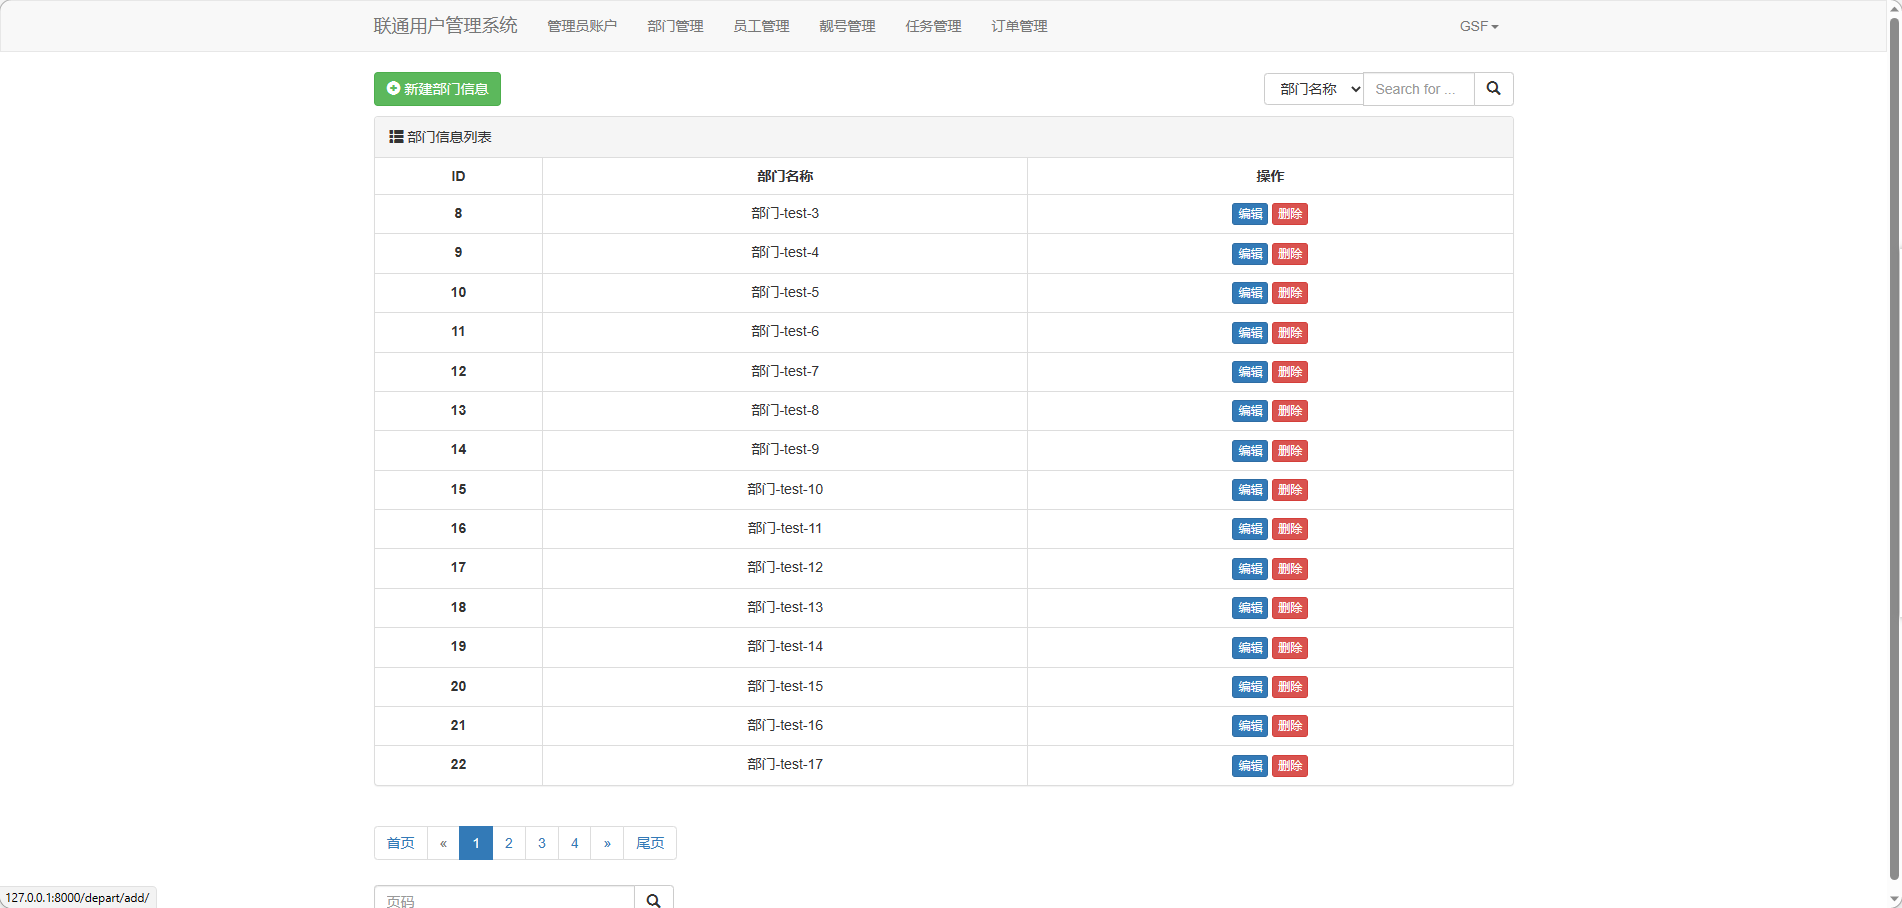 联通用户管理系统 管理员账户 部门管理 员工管理 靓号管理 任务管理 订单管理 GSF
新建部门信息 部门名称 Search for ...
部门信息列表
ID 部门名称 操作
8 部门-test-3 编辑 删除
9 部门-test-4 编辑 删除
10 部门-test-5 编辑 删除
11 部门-test-6 编辑 删除
12 部门-test-7 编辑 删除
13 部门-test-8 编辑 删除
14 部门-test-9 编辑 删除
15 部门-test-10 编辑 删除
16 部门-test-11 编辑 删除
17 部门-test-12 编辑 删除
18 部门-test-13 编辑 删除
19 部门-test-14 编辑 删除
20 部门-test-15 编辑 删除
21 部门-test-16 编辑 删除
22 部门-test-17 编辑 删除
首页 « 1 2 3 4 » 尾页
页码
127.0.0.1:8000/depart/add/